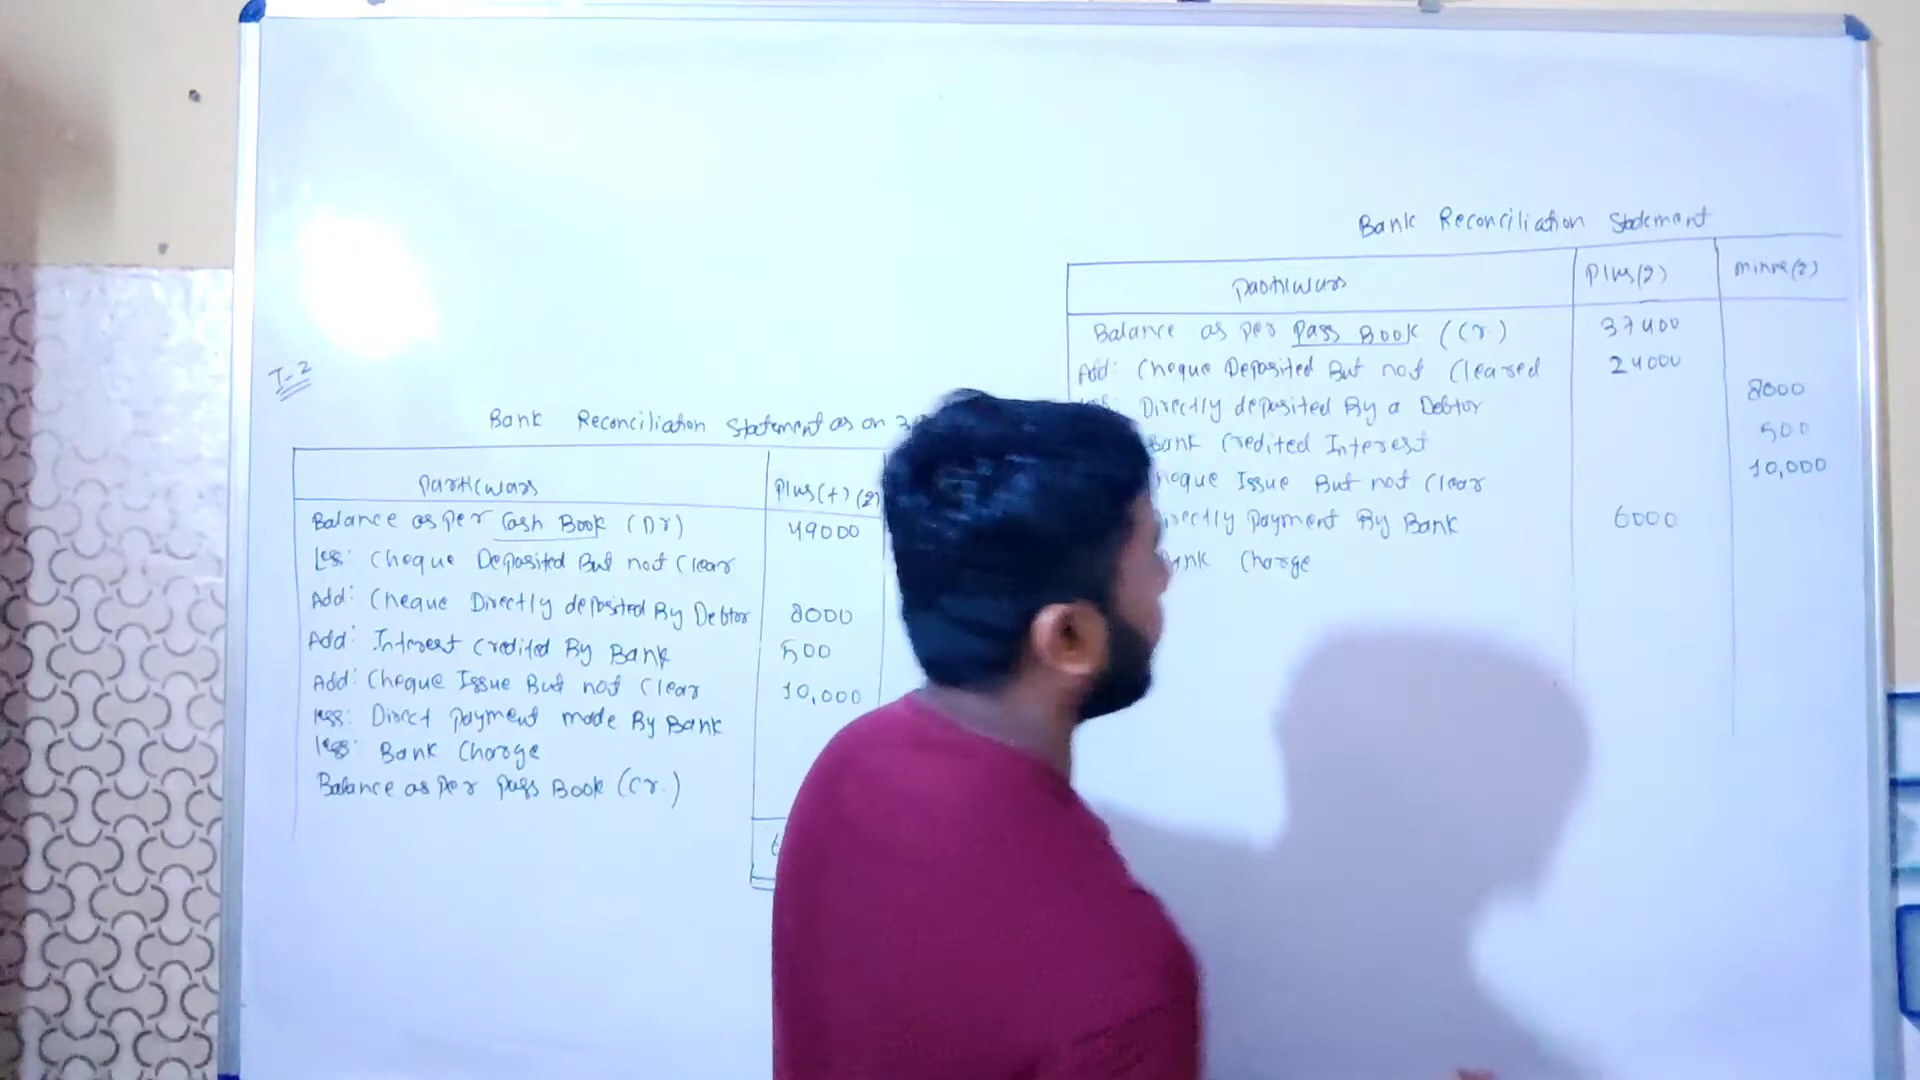 T-2
Bank Reconciliation Statement as on 3
Particulars Plus(+) (₹)
Balance as per Cash Book (Dr) 49000
Less: Cheque Deposited But not Clear
Add: Cheque Directly deposited By Debtor 8000
Add: Interest Credited By Bank 500
Add: Cheque Issue But not Clear 10,000
less: Direct payment made By Bank
less: Bank Charge
Balance as per pass Book (Cr.)
Bank Reconciliation Statement
Particulars Plus(₹) minus(₹)
Balance as per Pass Book (Cr.) 37400
Add: Cheque Deposited But not Cleared 24000
Directly deposited By a Debtor 8000
Bank Credited Interest 500
heque Issue But not Clear 10,000
irectly payment By Bank 6000
ank Charge